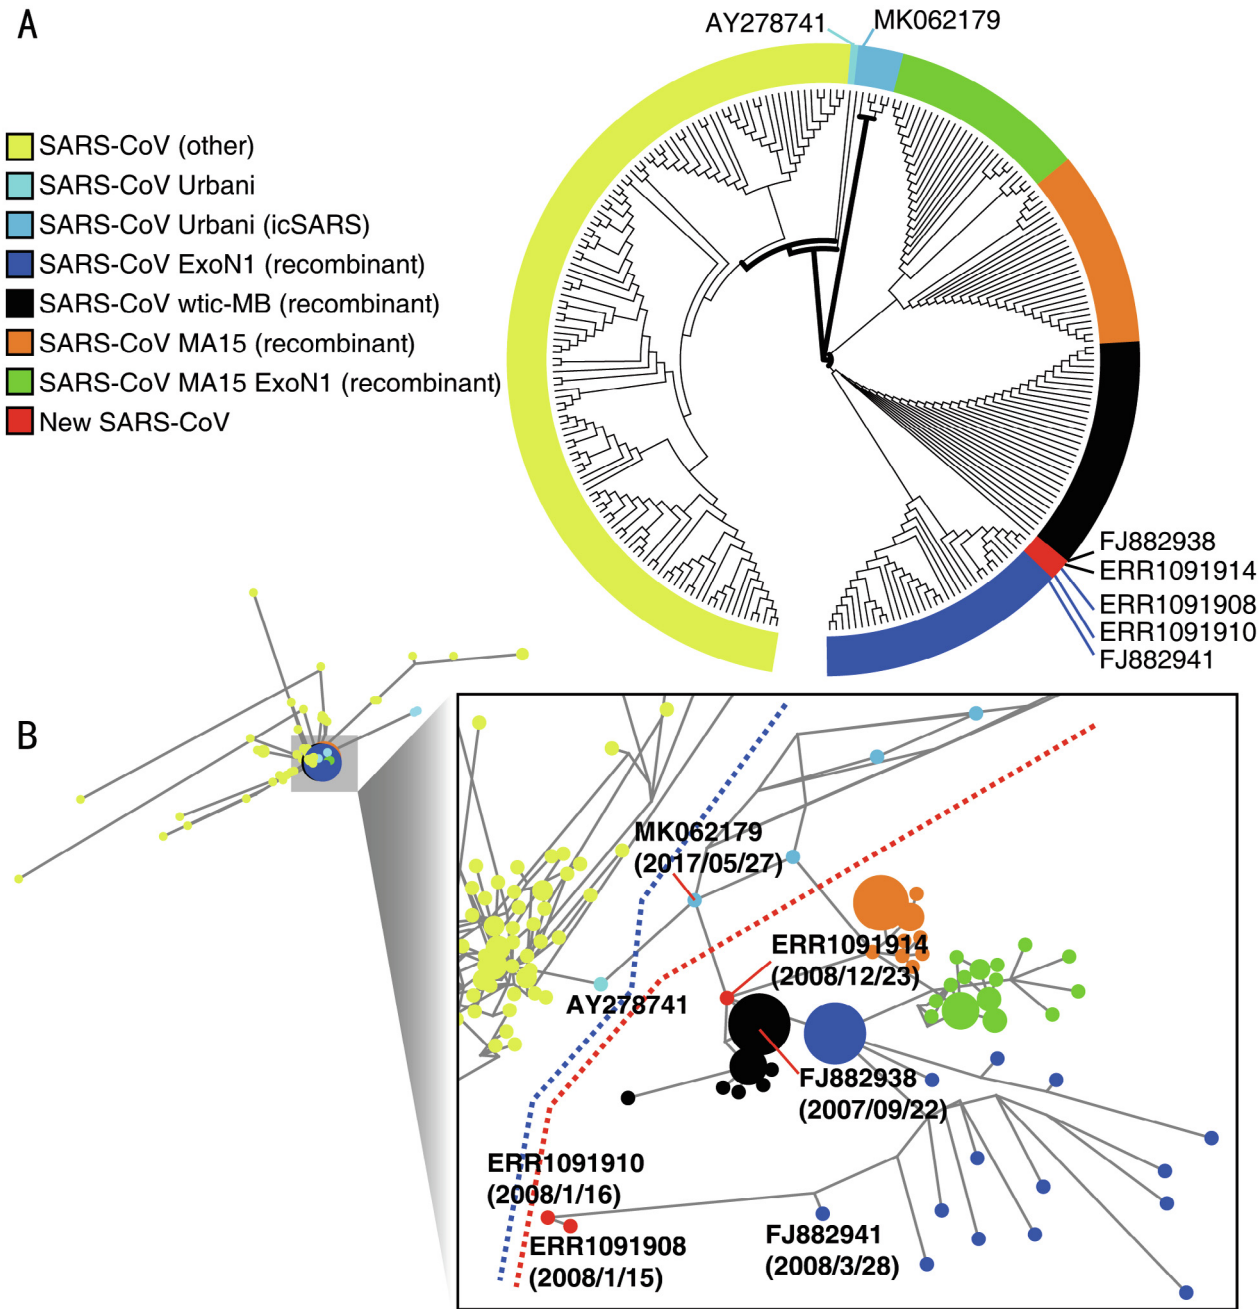 A
AY278741
MK062179
SARS-CoV (other)
SARS-CoV Urbani
SARS-CoV Urbani (icSARS)
SARS-CoV ExoN1 (recombinant)
SARS-CoV wtic-MB (recombinant)
SARS-CoV MA15 (recombinant)
SARS-CoV MA15 ExoN1 (recombinant)
New SARS-CoV
FJ882938
ERR1091914
ERR1091908
ERR1091910
FJ882941
B
MK062179
(2017/05/27)
ERR1091914
(2008/12/23)
AY278741
FJ882938
(2007/09/22)
ERR1091910
(2008/1/16)
ERR1091908
(2008/1/15)
FJ882941
(2008/3/28)